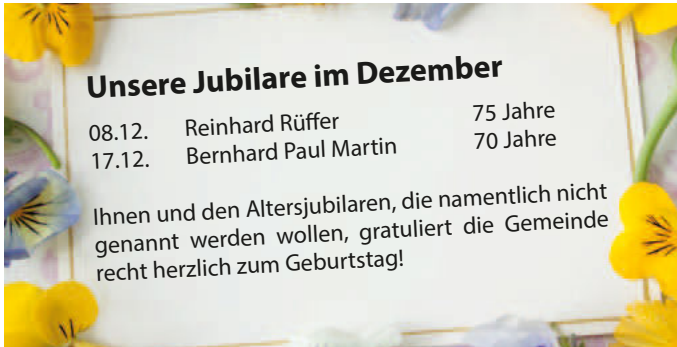 Unsere Jubilare im Dezember
08.12. Reinhard Rüffer 75 Jahre
17.12. Bernhard Paul Martin 70 Jahre
Ihnen und den Altersjubilaren, die namentlich nicht
genannt werden wollen, gratuliert die Gemeinde
recht herzlich zum Geburtstag!